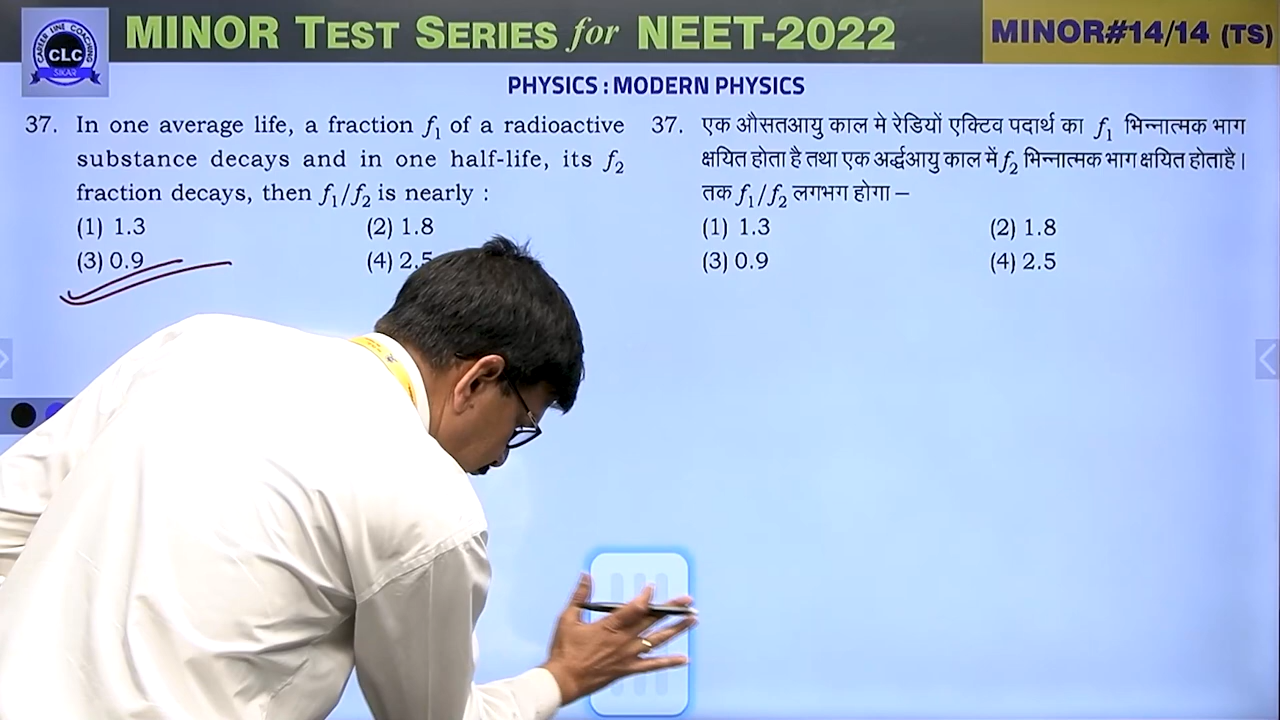 CAREER LINE COACHING
CLC
SIKAR
MINOR TEST SERIES for NEET-2022
MINOR#14/14 (TS)
PHYSICS : MODERN PHYSICS
37. In one average life, a fraction f₁ of a radioactive
substance decays and in one half-life, its f₂
fraction decays, then f₁/f₂ is nearly :
(1) 1.3 (2) 1.8
(3) 0.9 (4) 2.5
37. एक औसतआयु काल मे रेडियों एक्टिव पदार्थ का f₁ भिन्नात्मक भाग
क्षयित होता है तथा एक अर्द्धआयु काल में f₂ भिन्नात्मक भाग क्षयित होताहै।
तक f₁/f₂ लगभग होगा –
(1) 1.3 (2) 1.8
(3) 0.9 (4) 2.5